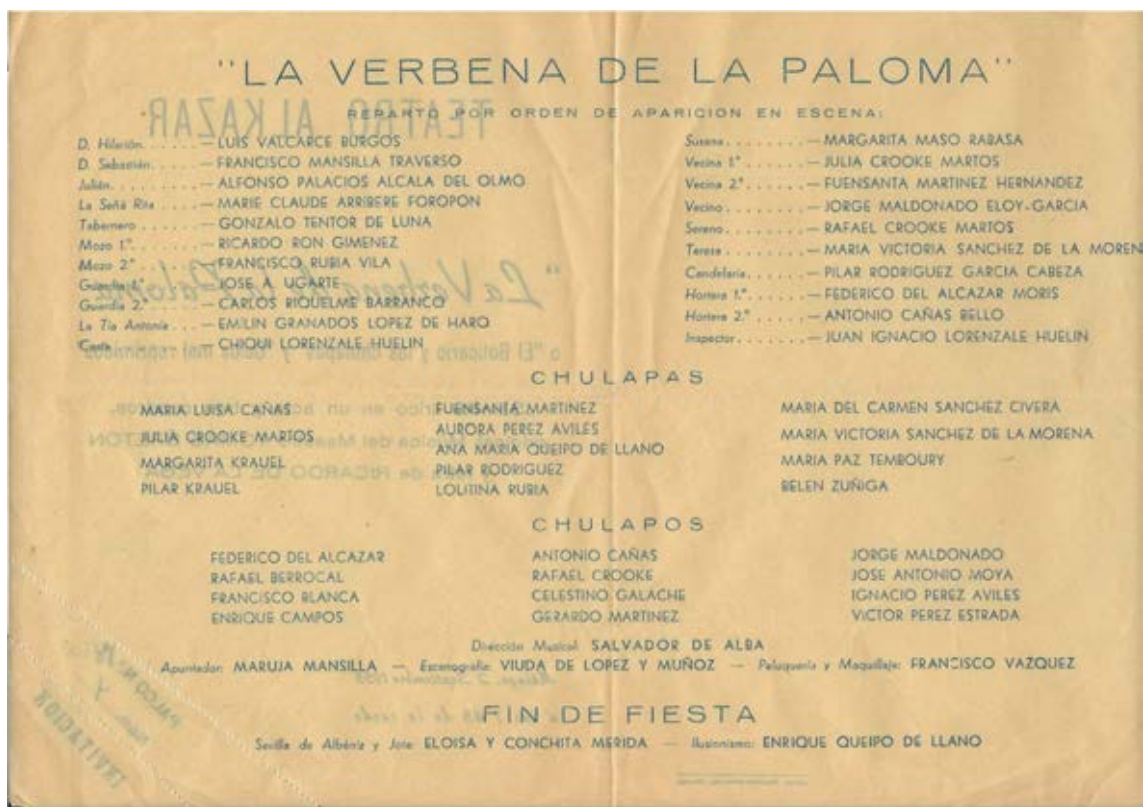 "LA VERBENA DE LA PALOMA"
REPARTO POR ORDEN DE APARICION EN ESCENA:
D. Hilarión......—LUIS VALCARCE BURGOS
D. Sebastián.....—FRANCISCO MANSILLA TRAVERSO
Julián..........—ALFONSO PALACIOS ALCALA DEL OLMO
La Señá Rita....—MARIE CLAUDE ARRIBERE FOROPON
Tabernero......—GONZALO TENTOR DE LUNA
Mozo 1.º........—RICARDO RON GIMENEZ
Mozo 2.º........—FRANCISCO RUBIA VILA
Guardia 1.º......—JOSE A. UGARTE
Guardia 2.º......—CARLOS RIQUELME BARRANCO
La Tía Antonia...—EMILIN GRANADOS LOPEZ DE HARO
Casta..........—CHIQUI LORENZALE HUELIN
Susana........—MARGARITA MASO RABASA
Vecina 1.ª.......—JULIA CROOKE MARTOS
Vecina 2.ª.......—FUENSANTA MARTINEZ HERNANDEZ
Vecino........—JORGE MALDONADO ELOY-GARCIA
Sereno........—RAFAEL CROOKE MARTOS
Teresa........—MARIA VICTORIA SANCHEZ DE LA MOREN
Candelaria.....—PILAR RODRIGUEZ GARCIA CABEZA
Hortera 1.º......—FEDERICO DEL ALCAZAR MORIS
Hortera 2.º......—ANTONIO CAÑAS BELLO
Inspector.......—JUAN IGNACIO LORENZALE HUELIN
CHULAPAS
MARIA LUISA CAÑAS
JULIA CROOKE MARTOS
MARGARITA KRAUEL
PILAR KRAUEL
FUENSANTA MARTINEZ
AURORA PEREZ AVILES
ANA MARIA QUEIPO DE LLANO
PILAR RODRIGUEZ
LOLITINA RUBIA
MARIA DEL CARMEN SANCHEZ CIVERA
MARIA VICTORIA SANCHEZ DE LA MORENA
MARIA PAZ TEMBOURY
BELEN ZUÑIGA
CHULAPOS
FEDERICO DEL ALCAZAR
RAFAEL BERROCAL
FRANCISCO BLANCA
ENRIQUE CAMPOS
ANTONIO CAÑAS
RAFAEL CROOKE
CELESTINO GALACHE
GERARDO MARTINEZ
JORGE MALDONADO
JOSE ANTONIO MOYA
IGNACIO PEREZ AVILES
VICTOR PEREZ ESTRADA
Dirección Musical: SALVADOR DE ALBA
Apuntador: MARUJA MANSILLA — Escenografía: VIUDA DE LOPEZ Y MUÑOZ — Peluquería y Maquillaje: FRANCISCO VAZQUEZ
FIN DE FIESTA
Sevilla de Albéniz y Jota: ELOISA Y CONCHITA MERIDA — Ilusionismo: ENRIQUE QUEIPO DE LLANO